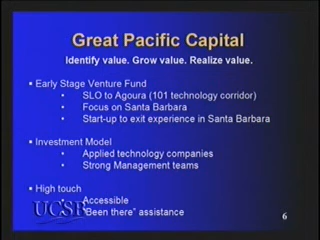 Great Pacific Capital
Identify value. Grow value. Realize value.
▪ Early Stage Venture Fund
• SLO to Agoura (101 technology corridor)
• Focus on Santa Barbara
• Start-up to exit experience in Santa Barbara
▪ Investment Model
• Applied technology companies
• Strong Management teams
▪ High touch
• Accessible
• "Been there" assistance
UCSB
6